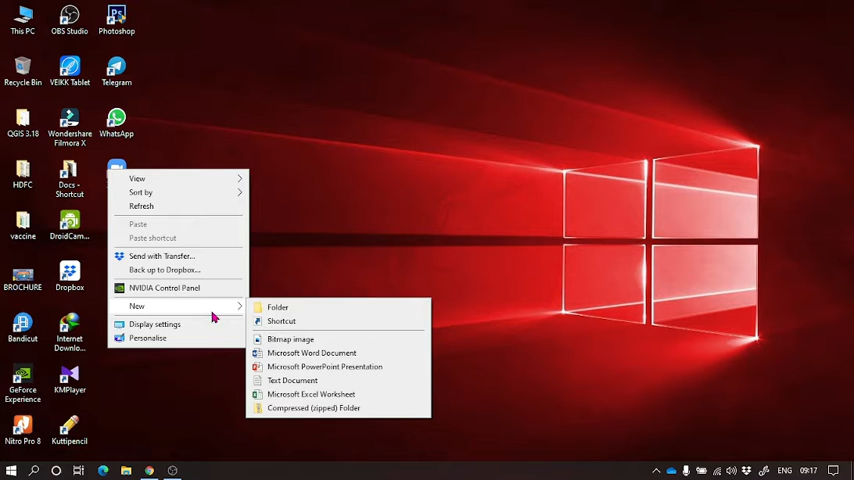 This PC
OBS Studio
Photoshop
Recycle Bin
VEIKK Tablet
Telegram
QGIS 3.18
Wondershare
Filmora X
WhatsApp
HDFC
Docs -
Shortcut
vaccine
DroidCam...
BROCHURE
Dropbox
Bandicut
Internet
Downlo...
GeForce
Experience
KMPlayer
Nitro Pro 8
Kuttipencil
View
Sort by
Refresh
Paste
Paste shortcut
Send with Transfer...
Back up to Dropbox...
NVIDIA Control Panel
New
Display settings
Personalise
Folder
Shortcut
Bitmap image
Microsoft Word Document
Microsoft PowerPoint Presentation
Text Document
Microsoft Excel Worksheet
Compressed (zipped) Folder
ENG
09:17